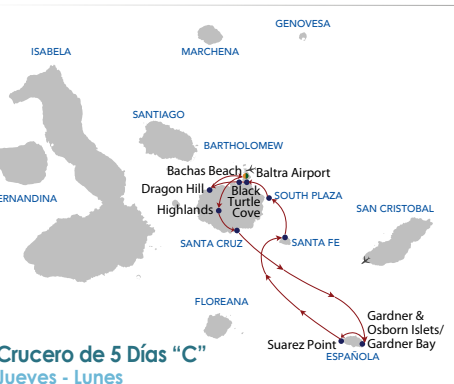 GENOVESA
ISABELA
MARCHENA
SANTIAGO
BARTHOLOMEW
Bachas Beach
Baltra Airport
Dragon Hill
Black
Turtle
Cove
SOUTH PLAZA
ERNANDINA
Highlands
SAN CRISTOBAL
SANTA CRUZ
SANTA FE
FLOREANA
Gardner &
Osborn Islets/
Gardner Bay
Suarez Point
ESPAÑOLA
Crucero de 5 Días “C”
Jueves - Lunes